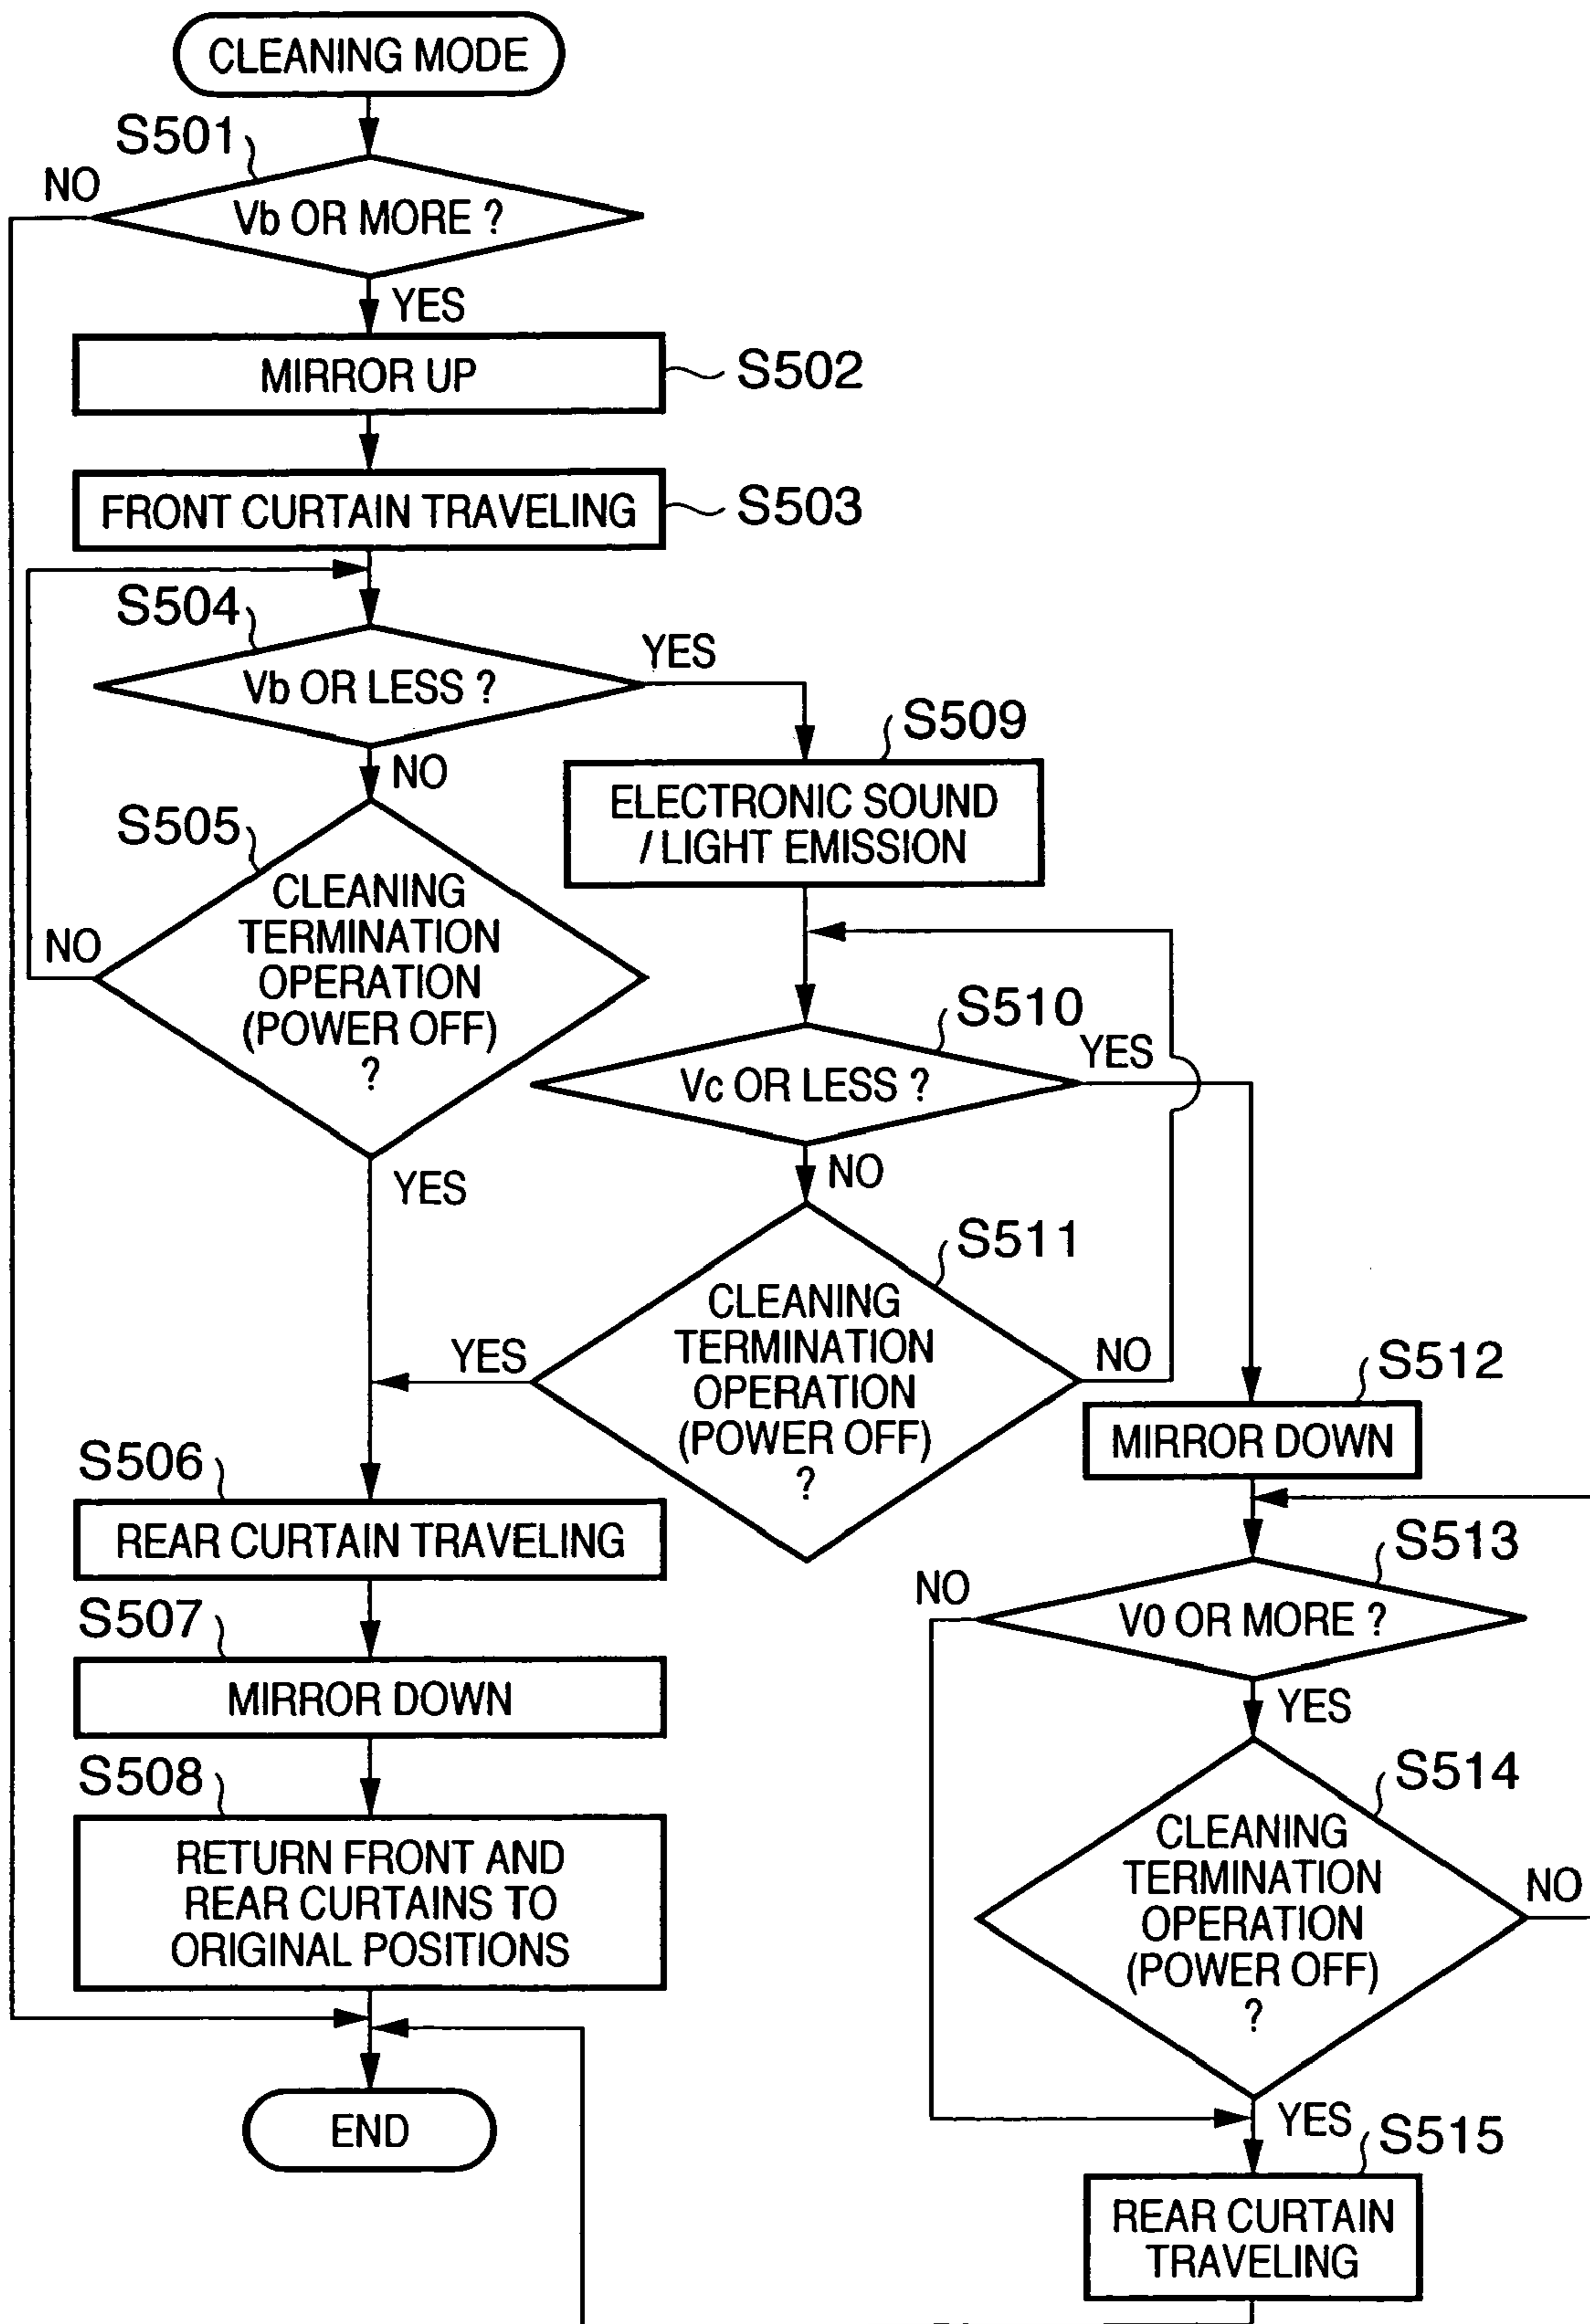 CLEANING MODE
S501
NO
Vb OR MORE ?
YES
MIRROR UP
S502
FRONT CURTAIN TRAVELING
S503
S504
Vb OR LESS ?
YES
NO
S509
ELECTRONIC SOUND
/ LIGHT EMISSION
S505
CLEANING
TERMINATION
OPERATION
(POWER OFF)
?
NO
YES
S510
Vc OR LESS ?
YES
NO
S511
CLEANING
TERMINATION
OPERATION
(POWER OFF)
?
YES
NO
S512
MIRROR DOWN
S506
REAR CURTAIN TRAVELING
S507
MIRROR DOWN
S508
RETURN FRONT AND
REAR CURTAINS TO
ORIGINAL POSITIONS
END
S513
NO
V0 OR MORE ?
YES
S514
CLEANING
TERMINATION
OPERATION
(POWER OFF)
?
NO
YES
S515
REAR CURTAIN
TRAVELING